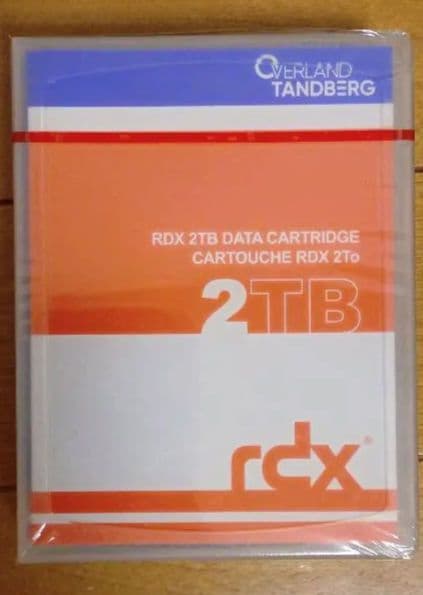 OVERLAND
TANDBERG
RDX 2TB DATA CARTRIDGE
CARTOUCHE RDX 2To
2TB
rdx®